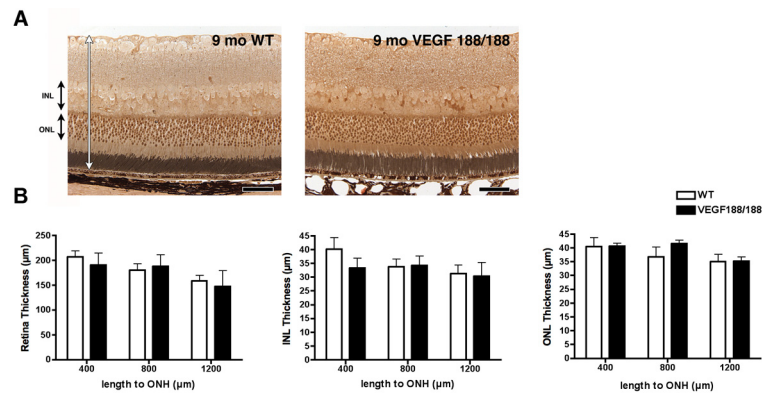 A
9 mo WT
9 mo VEGF 188/188
INL
ONL
B
WT
VEGF188/188
Retina Thickness (µm)
250
200
150
100
50
0
400
800
1200
length to ONH (µm)
INL Thickness (µm)
45
40
35
30
25
20
15
10
5
0
400
800
1200
length to ONH (µm)
ONL Thickness (µm)
45
40
35
30
25
20
15
10
5
0
400
800
1200
length to ONH (µm)